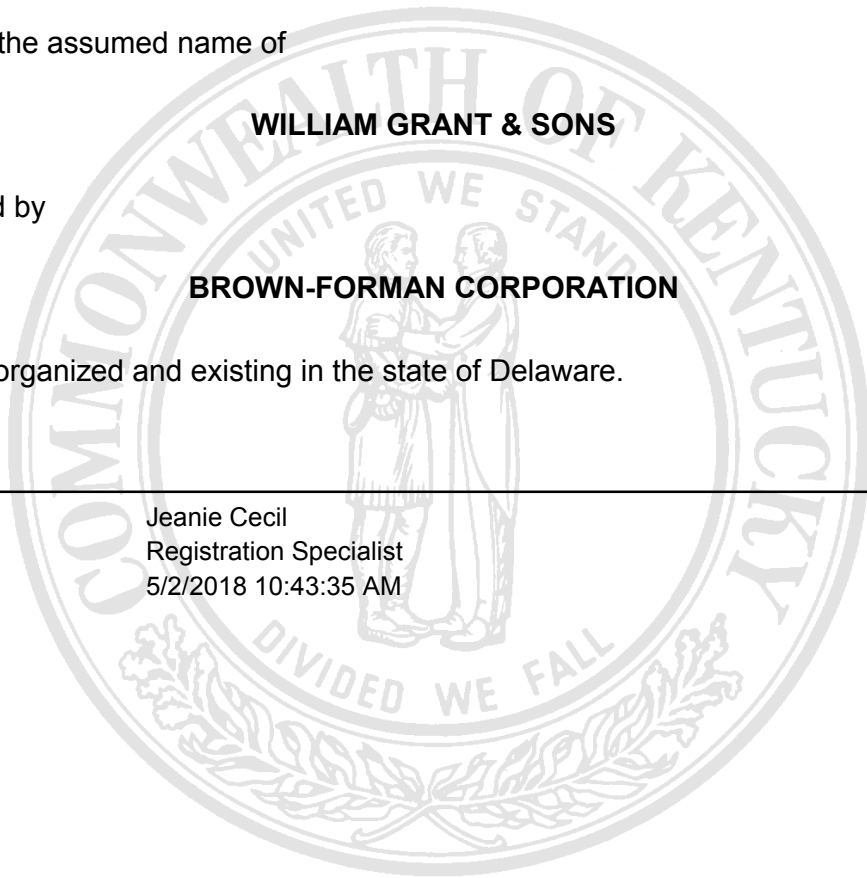 the assumed name of
WILLIAM GRANT & SONS
d by
BROWN-FORMAN CORPORATION
organized and existing in the state of Delaware.
Jeanie Cecil
Registration Specialist
5/2/2018 10:43:35 AM
COMMONWEALTH OF KENTUCKY
UNITED WE STAND
DIVIDED WE FALL